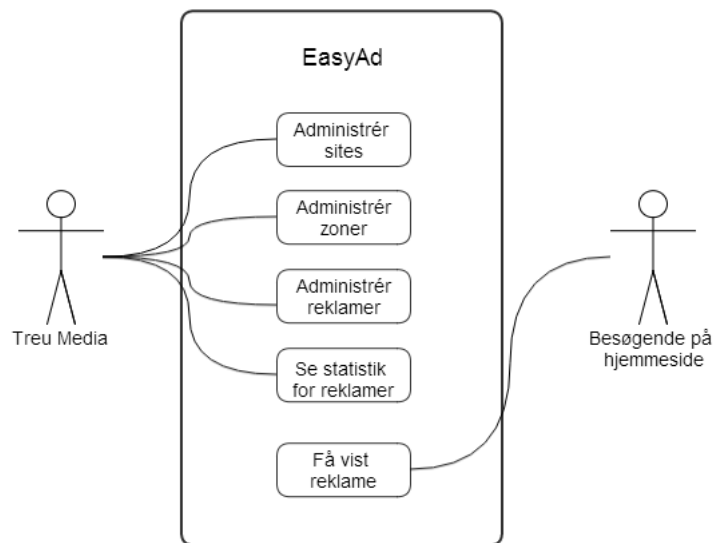 EasyAd
Administrér
sites
Administrér
zoner
Administrér
reklamer
Se statistik
for reklamer
Få vist
reklame
Treu Media
Besøgende på
hjemmeside